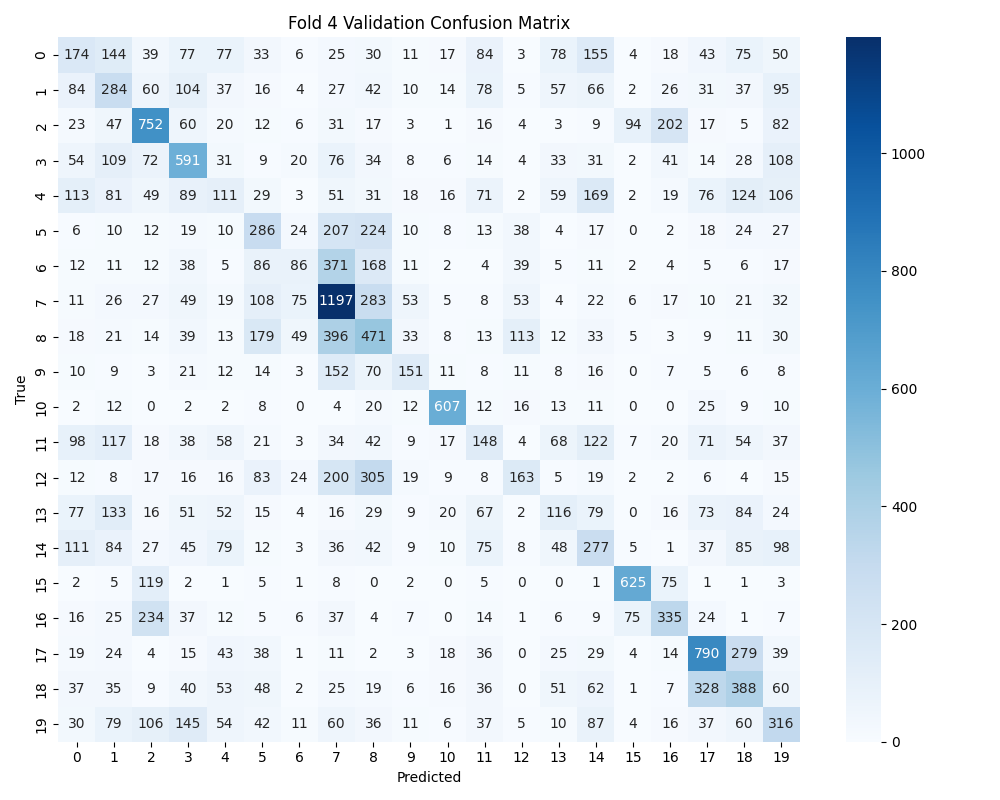 Fold 4 Validation Confusion Matrix
0 174 144 39 77 77 33 6 25 30 11 17 84 3 78 155 4 18 43 75 50
1 84 284 60 104 37 16 4 27 42 10 14 78 5 57 66 2 26 31 37 95
2 23 47 752 60 20 12 6 31 17 3 1 16 4 3 9 94 202 17 5 82
3 54 109 72 591 31 9 20 76 34 8 6 14 4 33 31 2 41 14 28 108
4 113 81 49 89 111 29 3 51 31 18 16 71 2 59 169 2 19 76 124 106
5 6 10 12 19 10 286 24 207 224 10 8 13 38 4 17 0 2 18 24 27
6 12 11 12 38 5 86 86 371 168 11 2 4 39 5 11 2 4 5 6 17
7 11 26 27 49 19 108 75 1197 283 53 5 8 53 4 22 6 17 10 21 32
8 18 21 14 39 13 179 49 396 471 33 8 13 113 12 33 5 3 9 11 30
9 10 9 3 21 12 14 3 152 70 151 11 8 11 8 16 0 7 5 6 8
10 2 12 0 2 2 8 0 4 20 12 607 12 16 13 11 0 0 25 9 10
11 98 117 18 38 58 21 3 34 42 9 17 148 4 68 122 7 20 71 54 37
12 12 8 17 16 16 83 24 200 305 19 9 8 163 5 19 2 2 6 4 15
13 77 133 16 51 52 15 4 16 29 9 20 67 2 116 79 0 16 73 84 24
14 111 84 27 45 79 12 3 36 42 9 10 75 8 48 277 5 1 37 85 98
15 2 5 119 2 1 5 1 8 0 2 0 5 0 0 1 625 75 1 1 3
16 16 25 234 37 12 5 6 37 4 7 0 14 1 6 9 75 335 24 1 7
17 19 24 4 15 43 38 1 11 2 3 18 36 0 25 29 4 14 790 279 39
18 37 35 9 40 53 48 2 25 19 6 16 36 0 51 62 1 7 328 388 60
19 30 79 106 145 54 42 11 60 36 11 6 37 5 10 87 4 16 37 60 316
0 1 2 3 4 5 6 7 8 9 10 11 12 13 14 15 16 17 18 19
Predicted
True
1000
800
600
400
200
0